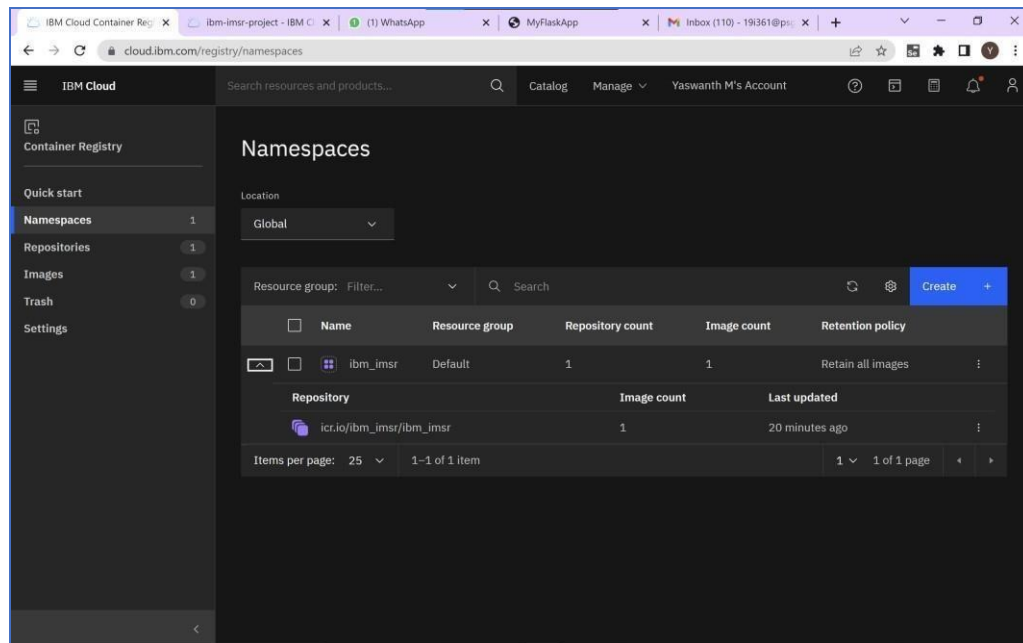 IBM Cloud Container Reg
ibm-imsr-project - IBM Cl
(1) WhatsApp
MyFlaskApp
Inbox (110) - 19i361@psg
cloud.ibm.com/registry/namespaces
IBM Cloud
Search resources and products...
Catalog
Manage
Yaswanth M's Account
Container Registry
Quick start
Namespaces 1
Repositories 1
Images 1
Trash 0
Settings
Namespaces
Location
Global
Resource group: Filter...
Search
Create +
Name Resource group Repository count Image count Retention policy
ibm_imsr Default 1 1 Retain all images
Repository Image count Last updated
icr.io/ibm_imsr/ibm_imsr 1 20 minutes ago
Items per page: 25 1–1 of 1 item 1 1 of 1 page